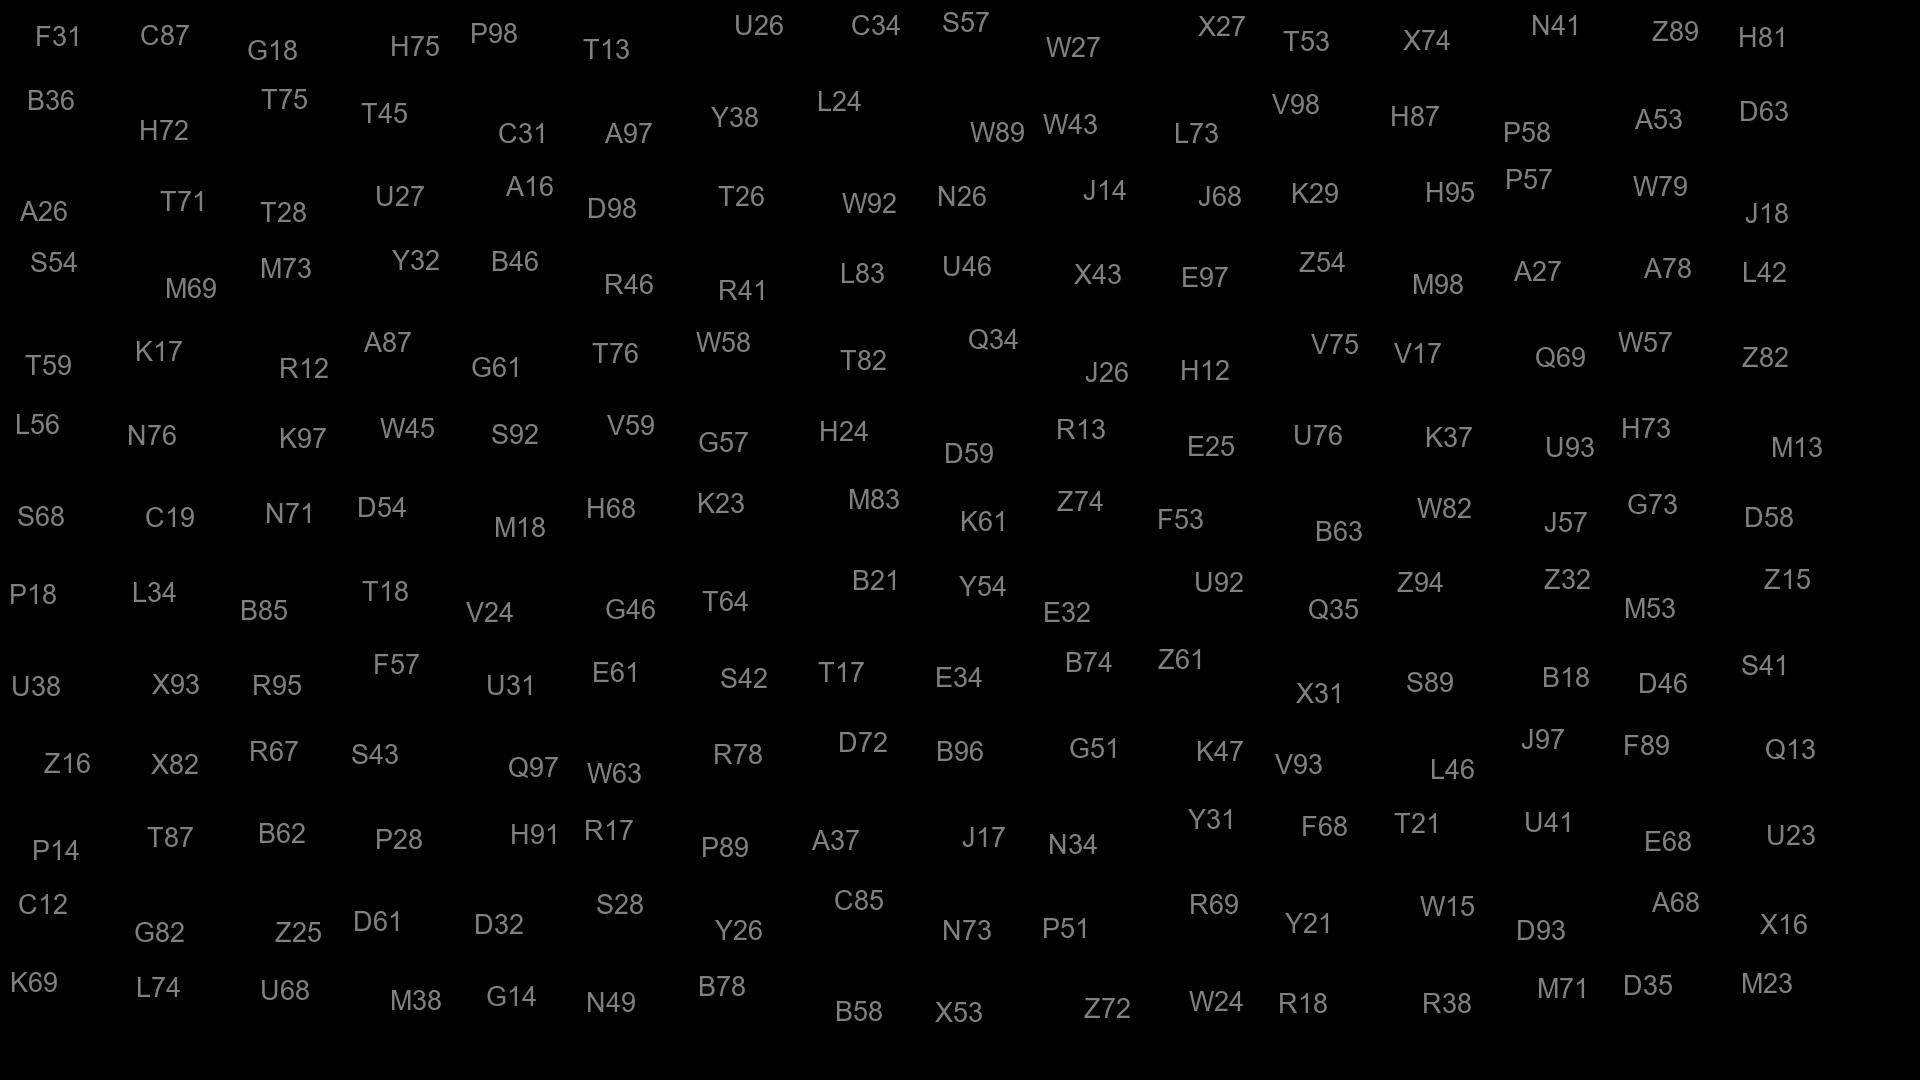 F31 C87 G18 H75 P98 T13 U26 C34 S57 W27 X27 T53 X74 N41 Z89 H81
B36 H72 T75 T45 C31 A97 Y38 L24 W89 W43 L73 V98 H87 P58 A53 D63
A26 T71 T28 U27 A16 D98 T26 W92 N26 J14 J68 K29 H95 P57 W79 J18
S54 M69 M73 Y32 B46 R46 R41 L83 U46 X43 E97 Z54 M98 A27 A78 L42
T59 K17 R12 A87 G61 T76 W58 T82 Q34 J26 H12 V75 V17 Q69 W57 Z82
L56 N76 K97 W45 S92 V59 G57 H24 D59 R13 E25 U76 K37 U93 H73 M13
S68 C19 N71 D54 M18 H68 K23 M83 K61 Z74 F53 B63 W82 J57 G73 D58
P18 L34 B85 T18 V24 G46 T64 B21 Y54 E32 U92 Q35 Z94 Z32 M53 Z15
U38 X93 R95 F57 U31 E61 S42 T17 E34 B74 Z61 X31 S89 B18 D46 S41
Z16 X82 R67 S43 Q97 W63 R78 D72 B96 G51 K47 V93 L46 J97 F89 Q13
P14 T87 B62 P28 H91 R17 P89 A37 J17 N34 Y31 F68 T21 U41 E68 U23
C12 G82 Z25 D61 D32 S28 Y26 C85 N73 P51 R69 Y21 W15 D93 A68 X16
K69 L74 U68 M38 G14 N49 B78 B58 X53 Z72 W24 R18 R38 M71 D35 M23